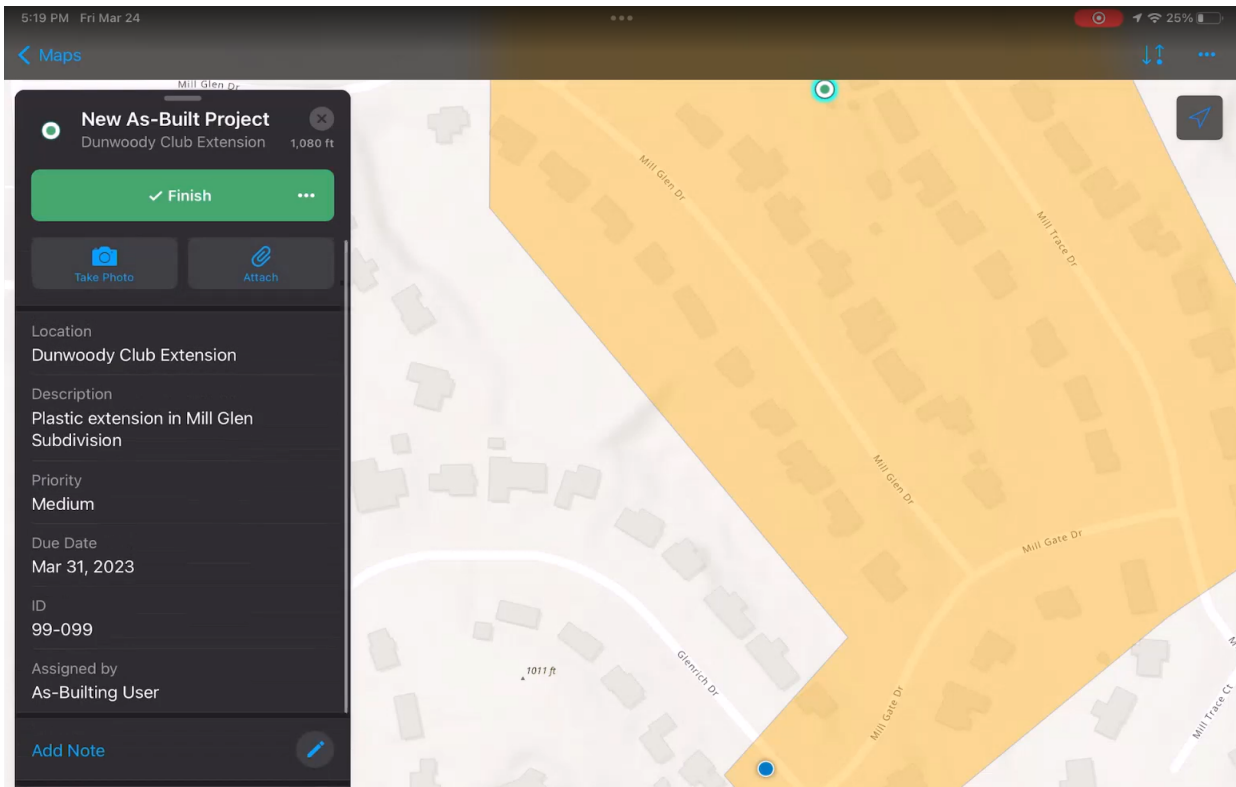 5:19 PM Fri Mar 24
25%
Maps
Mill Glen Dr
New As-Built Project
Dunwoody Club Extension 1,080 ft
Finish
Take Photo Attach
Location
Dunwoody Club Extension
Description
Plastic extension in Mill Glen
Subdivision
Priority
Medium
Due Date
Mar 31, 2023
ID
99-099
Assigned by
As-Builting User
Add Note
Mill Glen Dr
Mill Trace Dr
Mill Glen Dr
Mill Gate Dr
1011 ft
Glenrich Dr
Mill Gate Dr
Mill Trace Ct